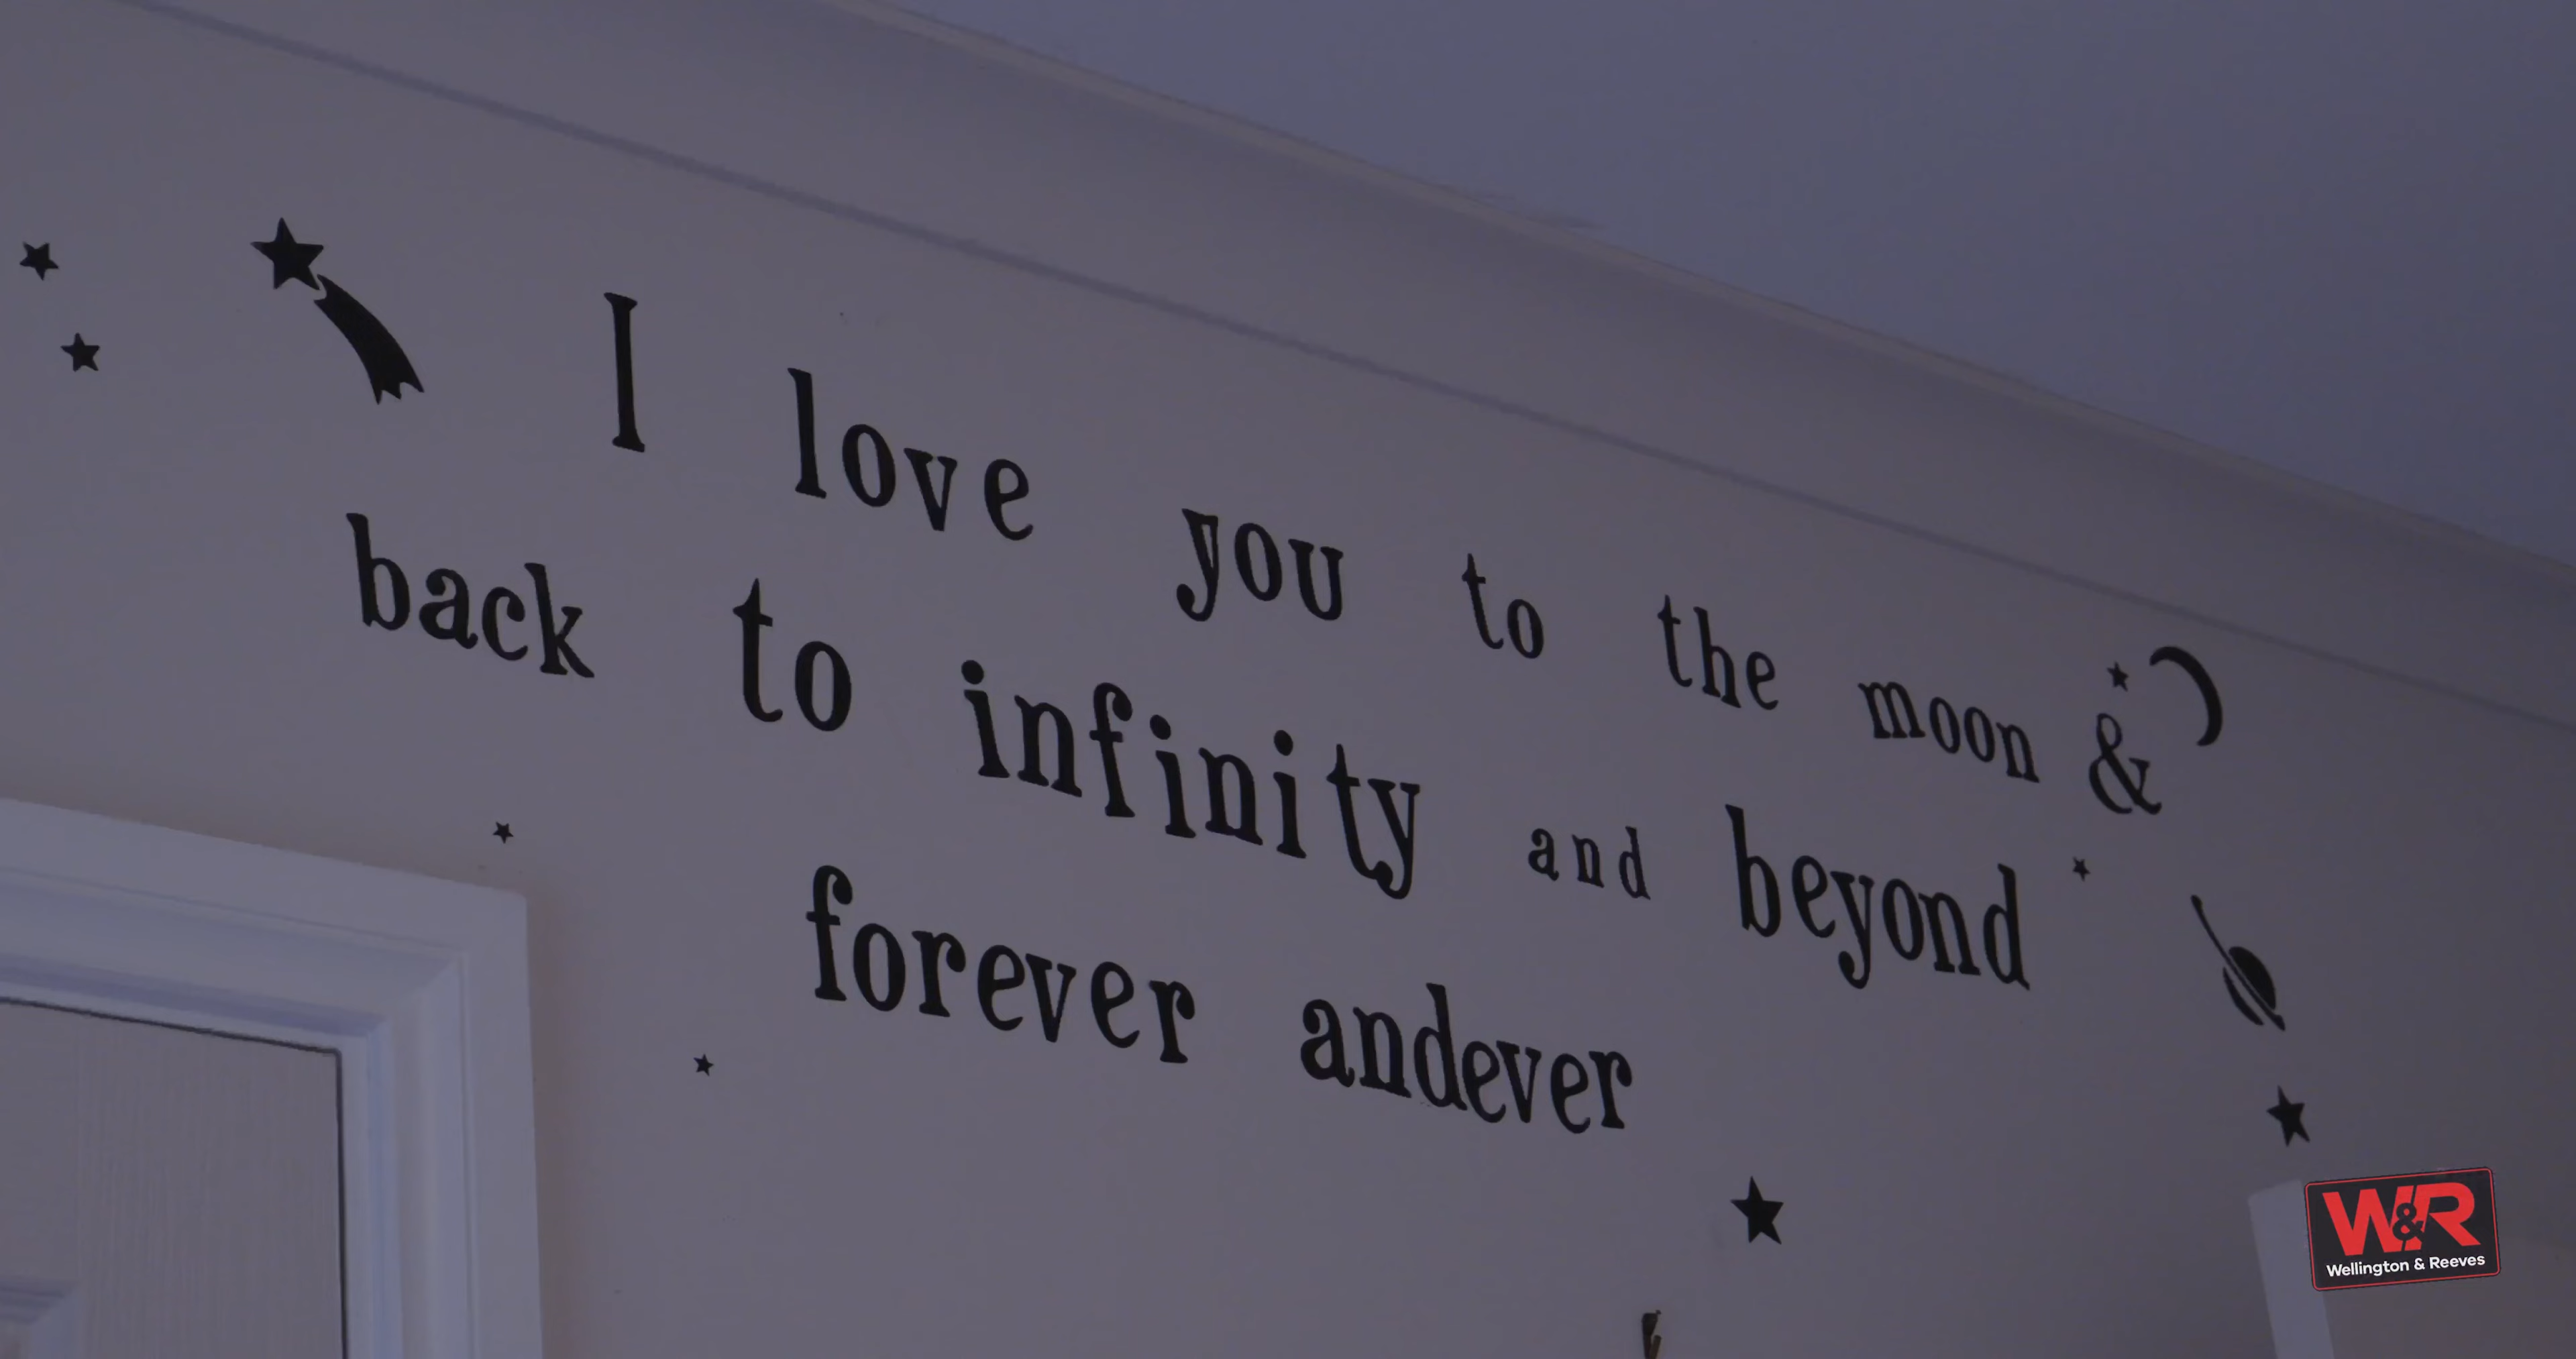 I love you to the moon &
back to infinity and beyond
forever andever
W&R
Wellington & Reeves